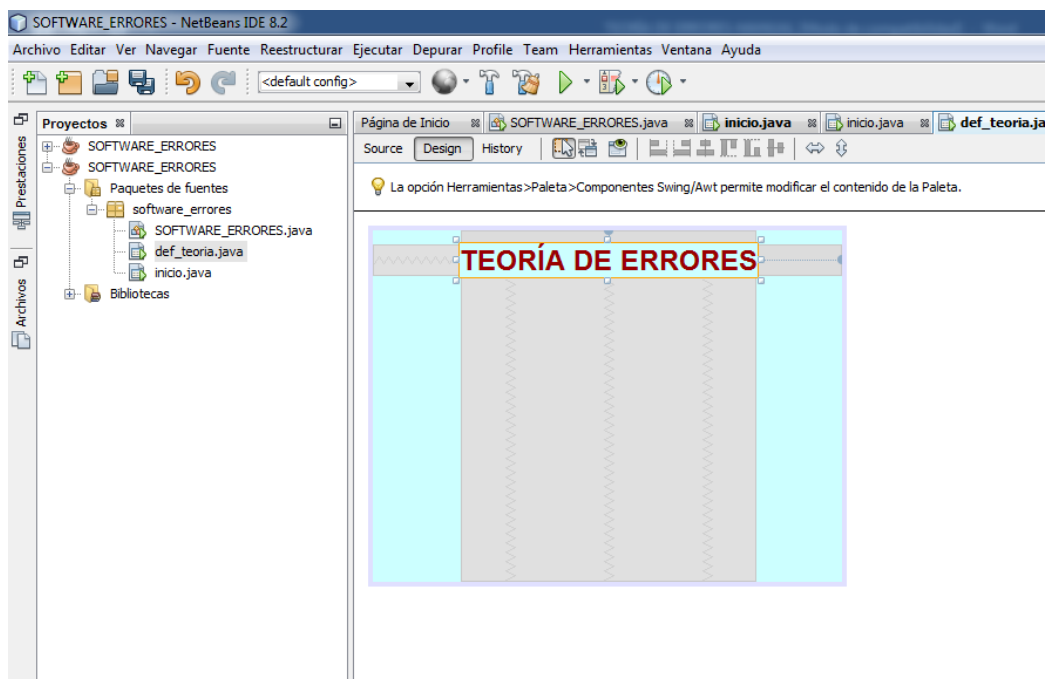 SOFTWARE_ERRORES - NetBeans IDE 8.2
Archivo Editar Ver Navegar Fuente Reestructurar Ejecutar Depurar Profile Team Herramientas Ventana Ayuda
<default config>
Prestaciones
Archivos
Proyectos
SOFTWARE_ERRORES
SOFTWARE_ERRORES
Paquetes de fuentes
software_errores
SOFTWARE_ERRORES.java
def_teoria.java
inicio.java
Bibliotecas
Página de Inicio SOFTWARE_ERRORES.java inicio.java inicio.java def_teoria.ja
Source Design History
La opción Herramientas>Paleta>Componentes Swing/Awt permite modificar el contenido de la Paleta.
TEORÍA DE ERRORES